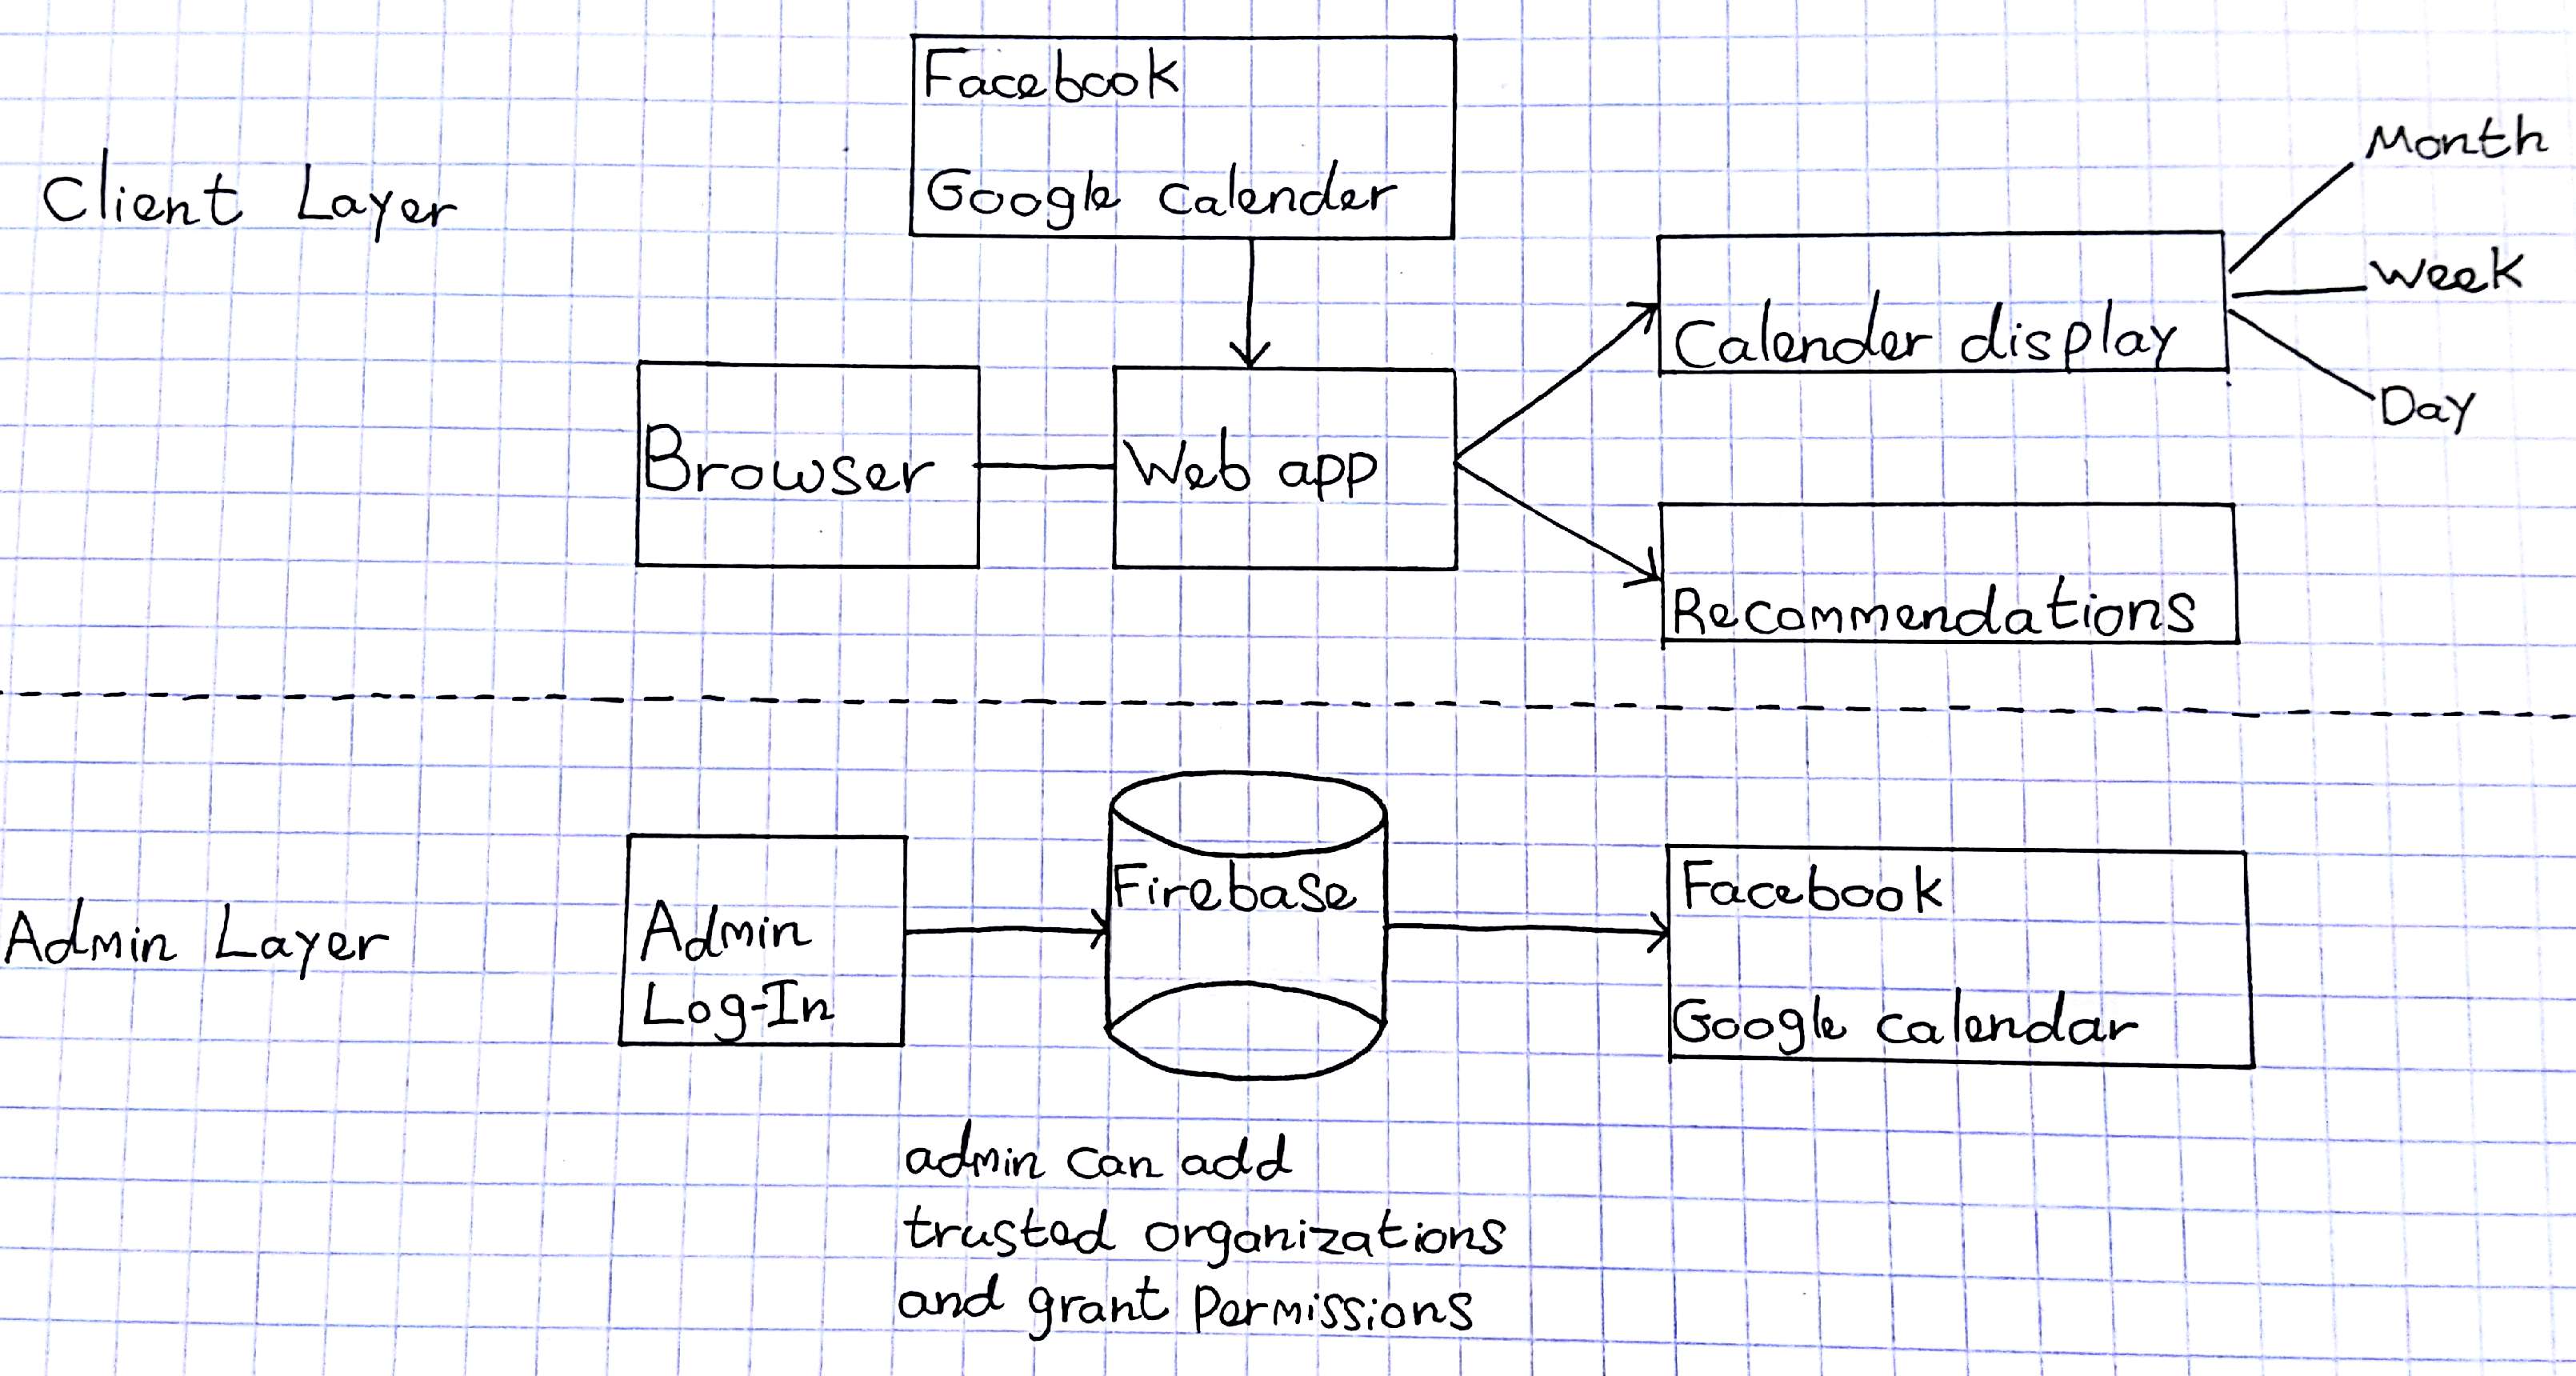 Facebook
Google calender
Client Layer
Month
Week
Day
Calender display
Browser
Web app
Recommendations
Admin Layer
Admin
Log-In
Firebase
Facebook
Google calendar
admin can add
trusted organizations
and grant permissions